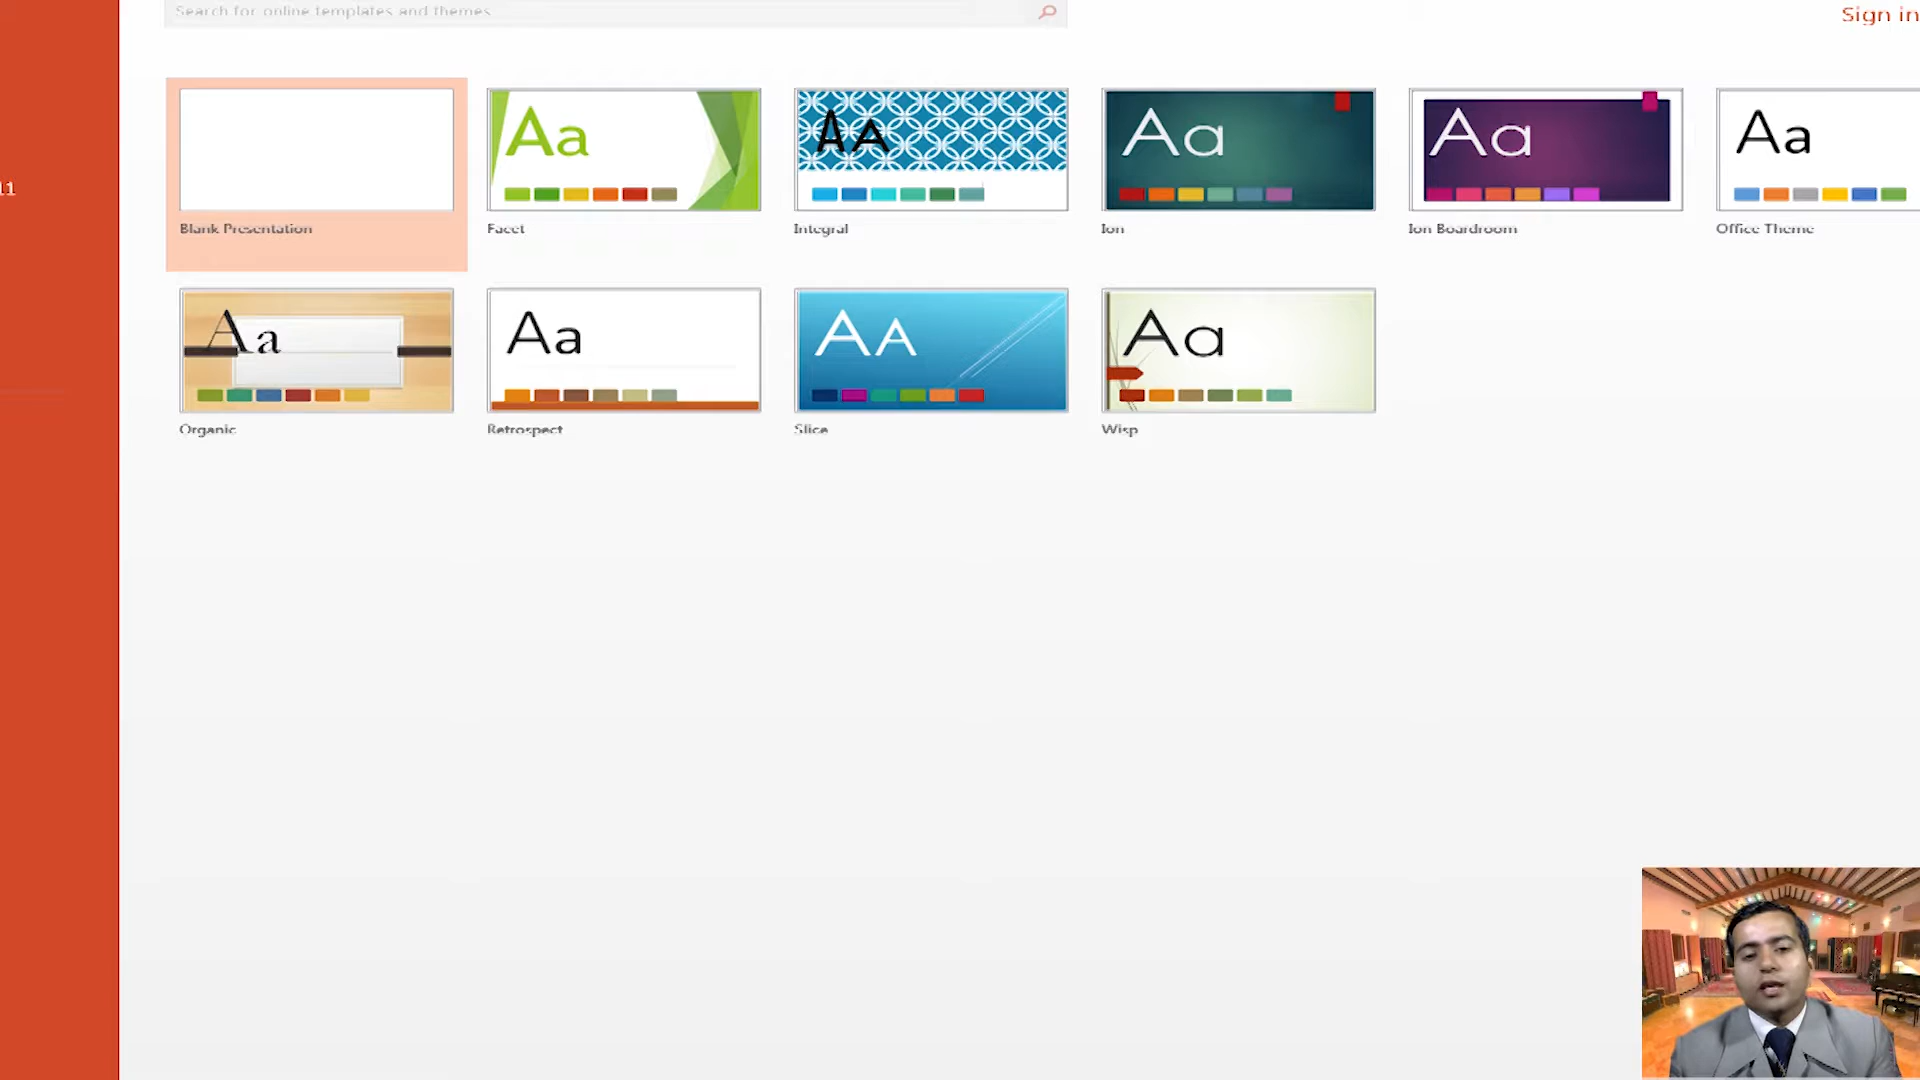 Search for online templates and themes
Sign in
11
Aa
AA
Aa
Aa
Aa
Blank Presentation
Facet
Integral
Ion
Ion Boardroom
Office Theme
Aa
Aa
AA
Aa
Organic
Retrospect
Slice
Wisp